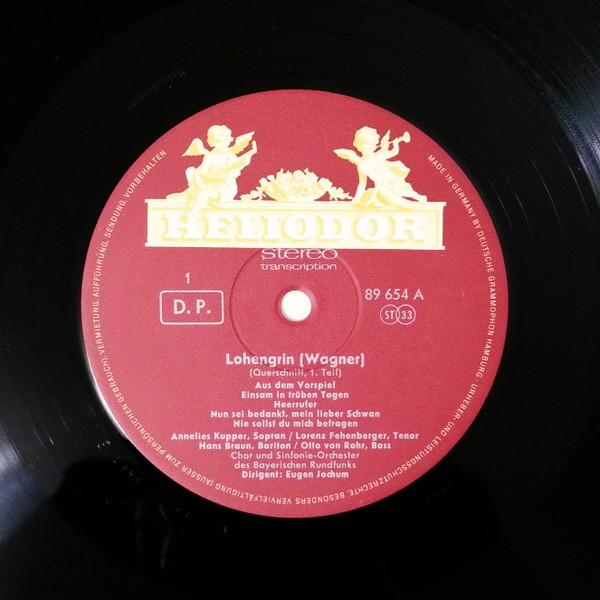 HELIODOR
stereo
transcription
1
D. P.
89 654 A
ST 33
Lohengrin (Wagner)
(Querschnitt, 1. Teil)
Aus dem Vorspiel
Einsam in trüben Tagen
Heerrufer
Nun sei bedankt, mein lieber Schwan
Nie sollst du mich befragen
Annelies Kupper, Sopran / Lorenz Fehenberger, Tenor
Hans Braun, Bariton / Otto von Rohr, Bass
Chor und Sinfonie-Orchester
des Bayerischen Rundfunks
Dirigent: Eugen Jochum
MADE IN GERMANY BY DEUTSCHE GRAMMOPHON HAMBURG · URHEBER- UND LEISTUNGSSCHUTZRECHTE, BESONDERS VERVIELFÄLTIGUNG (AUSSER ZUM PERSÖNLICHEN GEBRAUCH), VERMIETUNG, AUFFÜHRUNG, SENDUNG, VORBEHALTEN